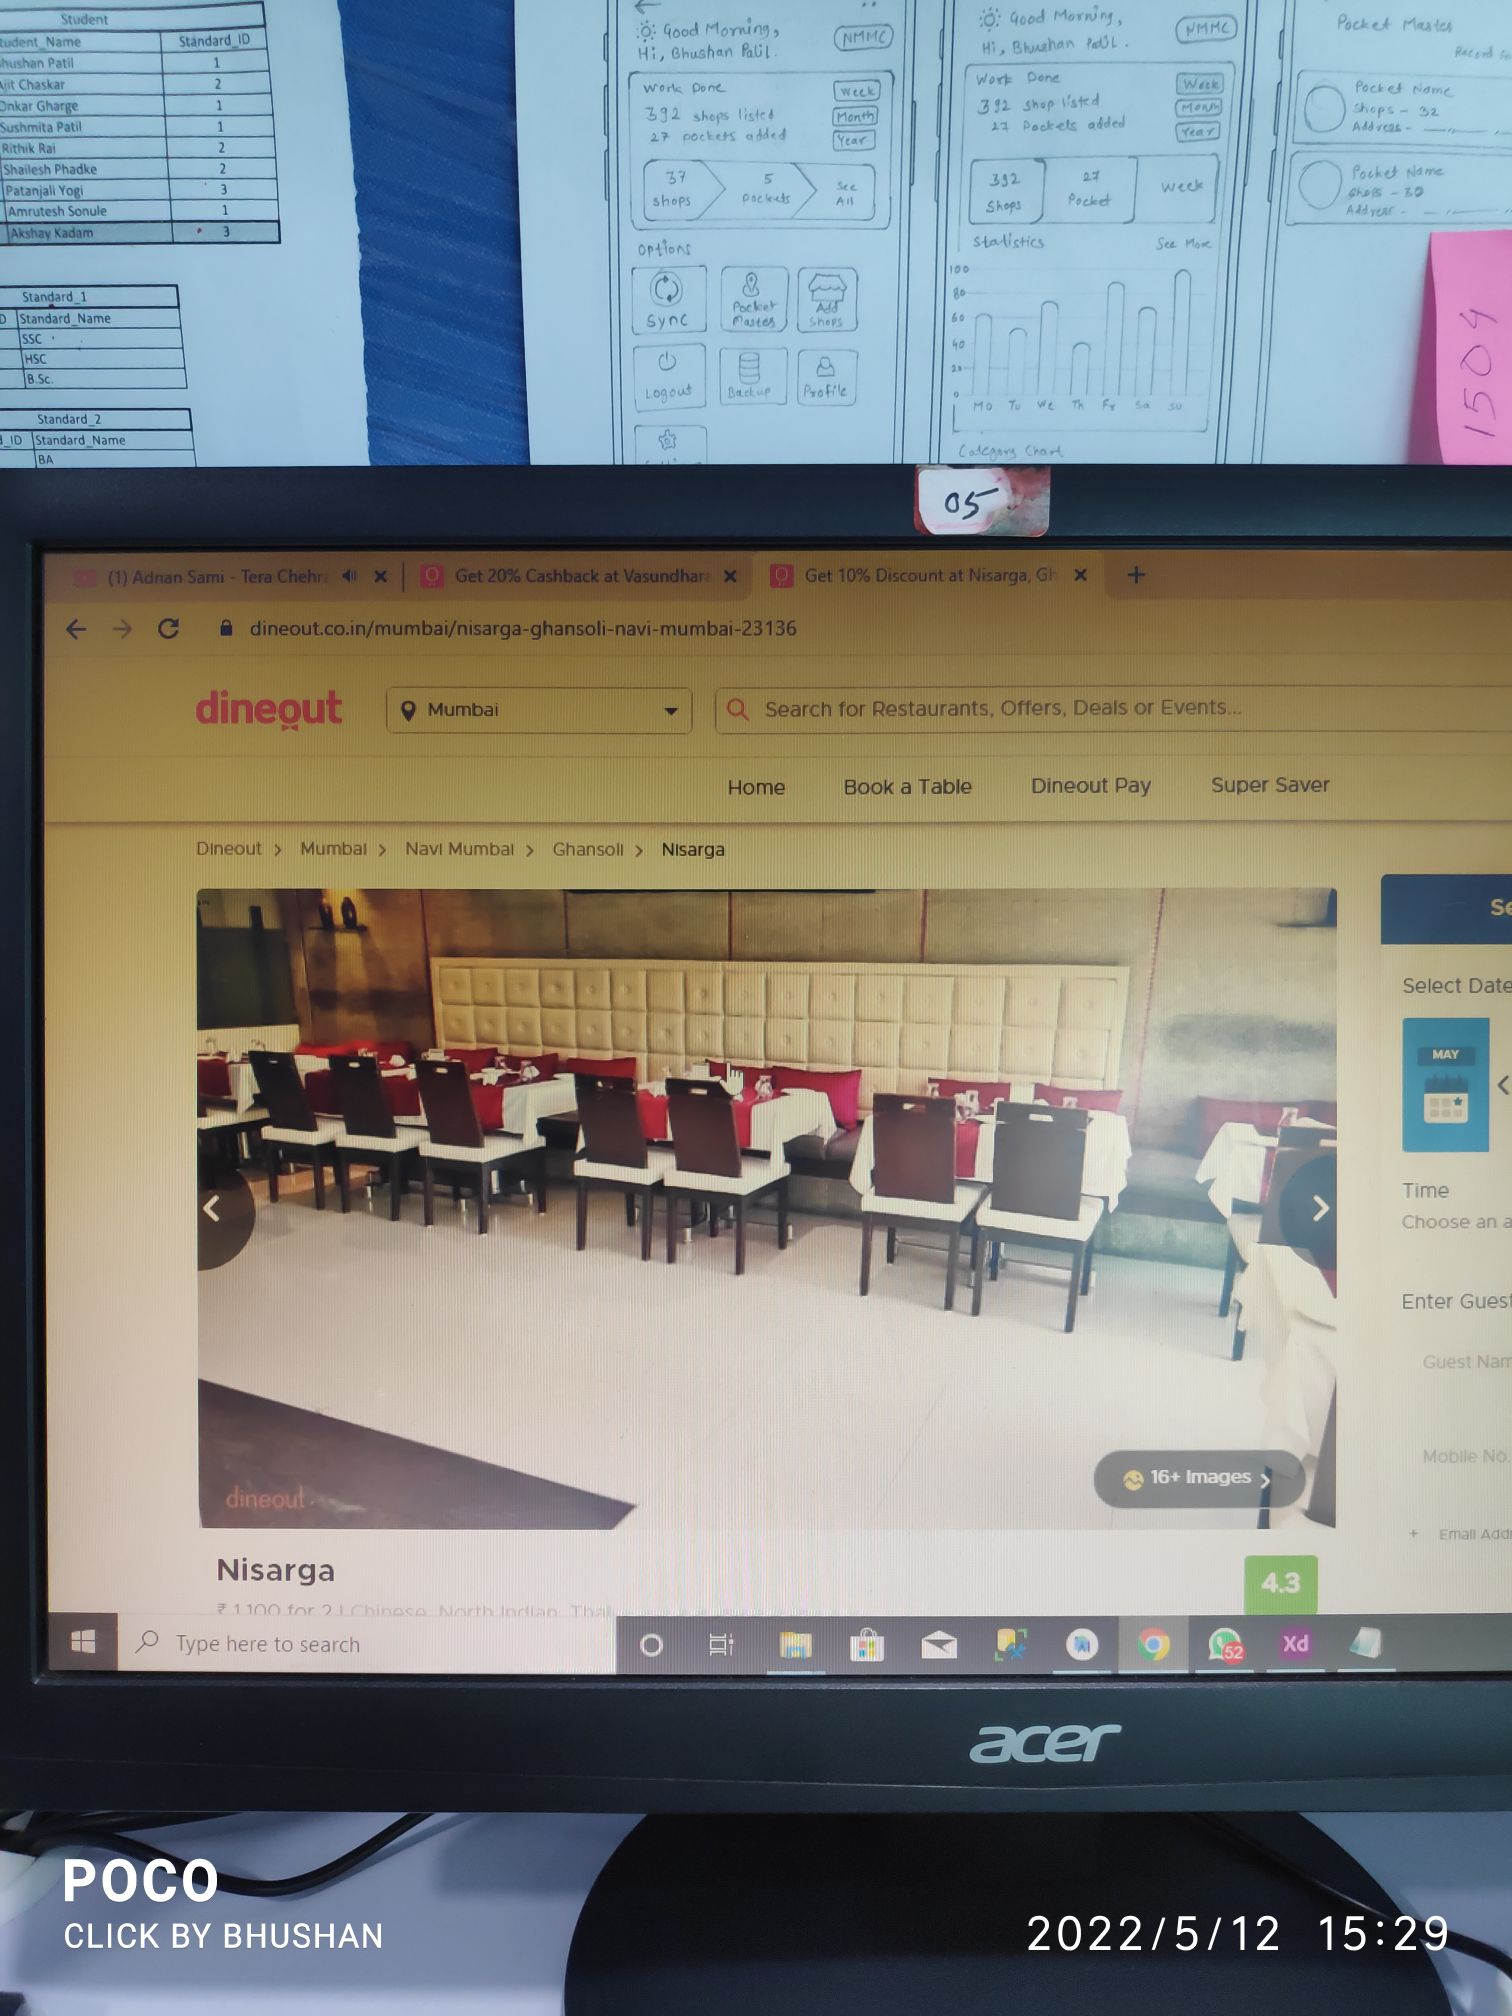 Student
Student_Name Standard_ID
Bhushan Patil 1
Ajit Chaskar 2
Onkar Gharge 1
Sushmita Patil 1
Rithik Rai 2
Shailesh Phadke 2
Patanjali Yogi 3
Amrutesh Sonule 1
Akshay Kadam 3
Standard_1
D Standard_Name
SSC
HSC
B.Sc.
Standard_2
d_ID Standard_Name
BA
Good Morning,
Hi, Bhushan Patil.
NMMC
Work Done
392 shops listed
27 pockets added
Week
Month
Year
37 shops
5 pockets
See All
Options
Sync
Pocket Master
Add Shops
Logout
Backup
Profile
Good Morning,
Hi, Bhushan Patil.
NMMC
Work Done
392 shop listed
27 Pockets added
Week
Month
Year
392 Shops
27 Pocket
Week
Statistics See More
100
80
60
40
20
0
Mo Tu We Th Fr Sa Su
Category Chart
Pocket Master
Record
Pocket Name
Shops - 32
Address -
Pocket Name
Shops - 32
Address -
1504
05
(1) Adnan Sami - Tera Chehra
Get 20% Cashback at Vasundhara
Get 10% Discount at Nisarga, Gh
dineout.co.in/mumbai/nisarga-ghansoli-navi-mumbai-23136
dineout
Mumbai
Search for Restaurants, Offers, Deals or Events...
Home Book a Table Dineout Pay Super Saver
Dineout > Mumbai > Navi Mumbai > Ghansoli > Nisarga
Se
Select Date
MAY
Time
Choose an a
Enter Guest
Guest Nam
Mobile No.
+ Email Addr
dineout
16+ Images >
Nisarga
4.3
₹ 1,100 for 2 | Chinese, North Indian, Thal
Type here to search
52
Xd
acer
POCO
CLICK BY BHUSHAN
2022/5/12 15:29